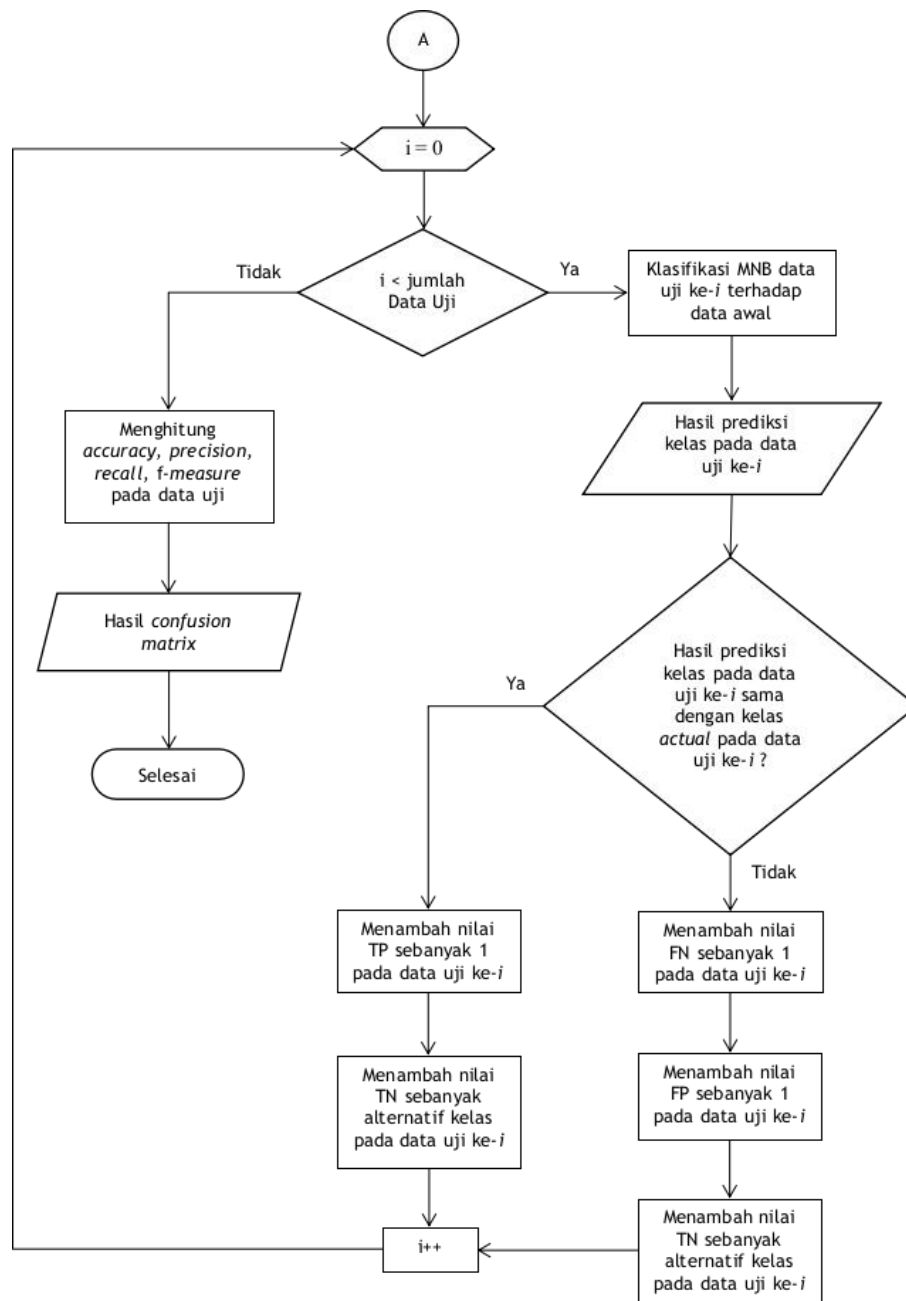 A
i = 0
i < jumlah
Data Uji
Tidak
Ya
Klasifikasi MNB data
uji ke-i terhadap
data awal
Hasil prediksi
kelas pada data
uji ke-i
Menghitung
accuracy, precision,
recall, f-measure
pada data uji
Hasil confusion
matrix
Selesai
Hasil prediksi
kelas pada data
uji ke-i sama
dengan kelas
actual pada data
uji ke-i ?
Ya
Tidak
Menambah nilai
TP sebanyak 1
pada data uji ke-i
Menambah nilai
TN sebanyak
alternatif kelas
pada data uji ke-i
Menambah nilai
FN sebanyak 1
pada data uji ke-i
Menambah nilai
FP sebanyak 1
pada data uji ke-i
Menambah nilai
TN sebanyak
alternatif kelas
pada data uji ke-i
i++